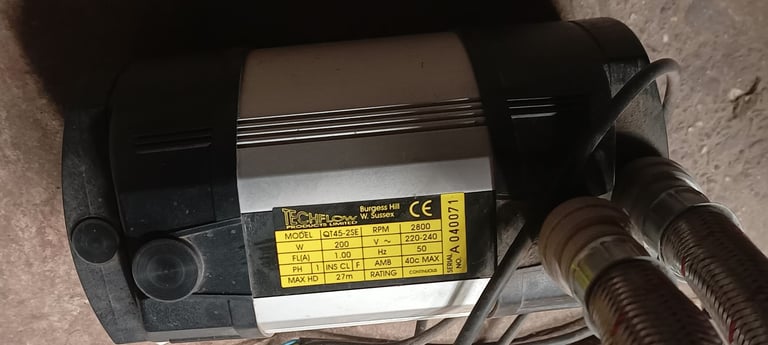 TECHFLOW
PRODUCTS LIMITED
Burgess Hill
W. Sussex
CE
MODEL QT45-2SE RPM 2800
W 200 V ~ 220-240
FL(A) 1.00 Hz 50
PH 1 INS CL F AMB 40c MAX
MAX HD 27m RATING CONTINUOUS
SERIAL NO. A 040071